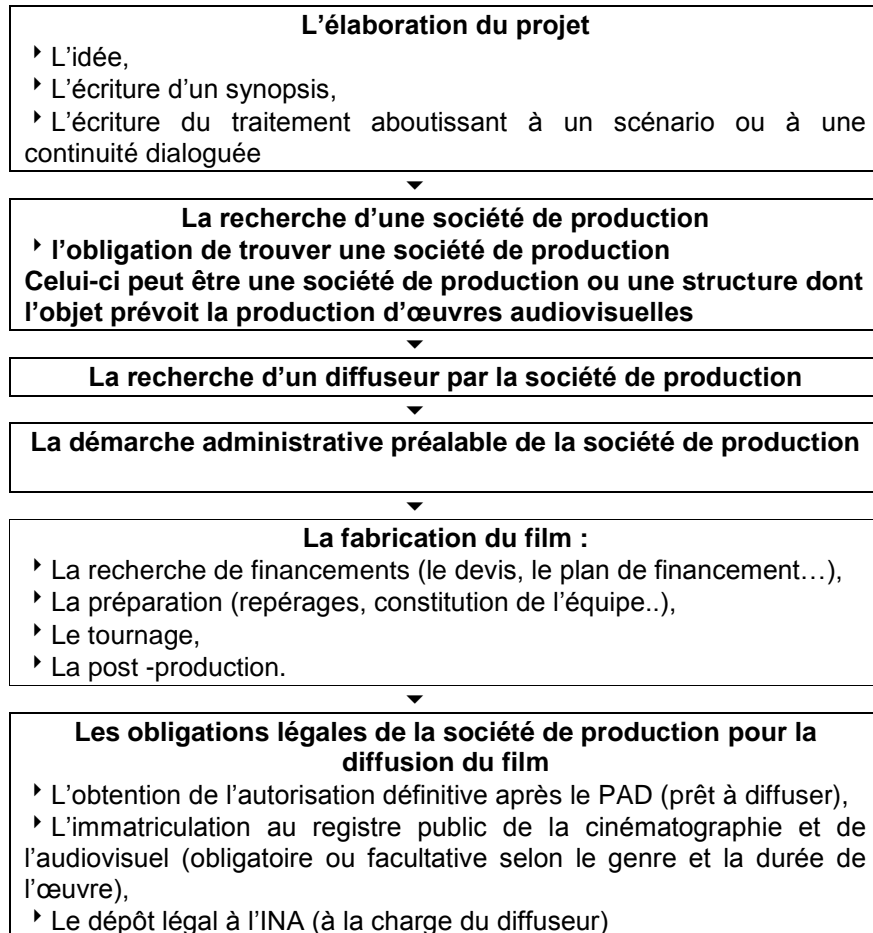 L'élaboration du projet
‣ L'idée,
‣ L'écriture d'un synopsis,
‣ L'écriture du traitement aboutissant à un scénario ou à une
continuité dialoguée
La recherche d'une société de production
‣ l'obligation de trouver une société de production
Celui-ci peut être une société de production ou une structure dont
l'objet prévoit la production d'œuvres audiovisuelles
La recherche d'un diffuseur par la société de production
La démarche administrative préalable de la société de production
La fabrication du film :
‣ La recherche de financements (le devis, le plan de financement…),
‣ La préparation (repérages, constitution de l'équipe..),
‣ Le tournage,
‣ La post -production.
Les obligations légales de la société de production pour la
diffusion du film
‣ L'obtention de l'autorisation définitive après le PAD (prêt à diffuser),
‣ L'immatriculation au registre public de la cinématographie et de
l'audiovisuel (obligatoire ou facultative selon le genre et la durée de
l'œuvre),
‣ Le dépôt légal à l'INA (à la charge du diffuseur)